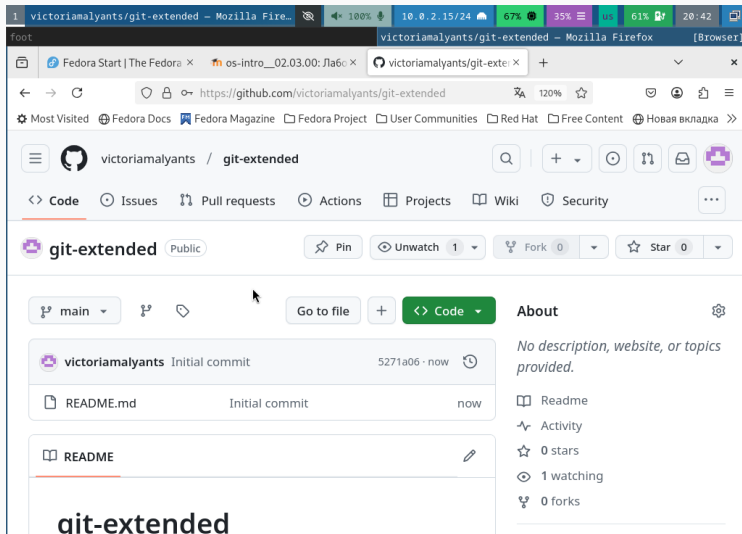 1 victoriamalyants/git-extended — Mozilla Fire… 100% 10.0.2.15/24 67% 35% us 61% 20:42
foot victoriamalyants/git-extended — Mozilla Firefox [Browser]
Fedora Start | The Fedora × os-intro__02.03.00: Лабо × victoriamalyants/git-exter × +
https://github.com/victoriamalyants/git-extended 120%
Most Visited Fedora Docs Fedora Magazine Fedora Project User Communities Red Hat Free Content Новая вкладка
victoriamalyants / git-extended
Code Issues Pull requests Actions Projects Wiki Security
git-extended Public Pin Unwatch 1 Fork 0 Star 0
main Go to file + Code
About
No description, website, or topics
provided.
victoriamalyants Initial commit 5271a06 · now
README.md Initial commit now
Readme
Activity
0 stars
1 watching
0 forks
README
git-extended